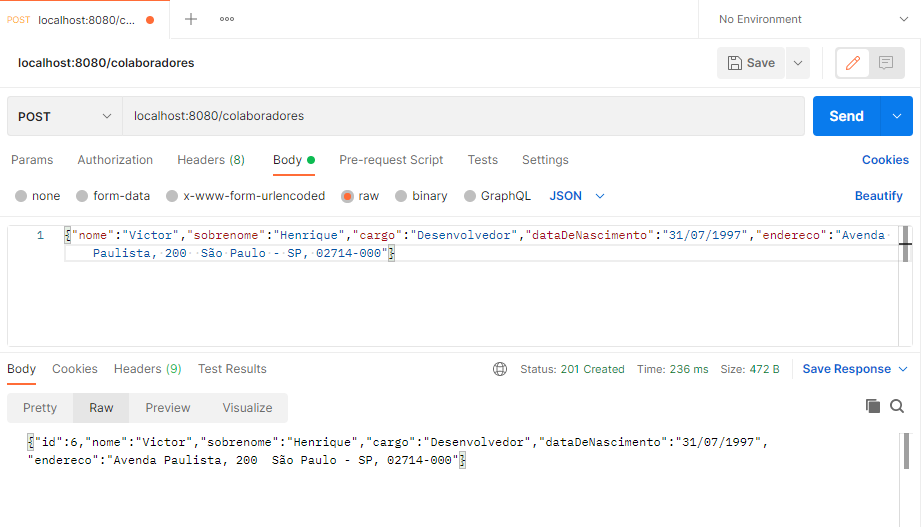 POST localhost:8080/c... No Environment
localhost:8080/colaboradores Save
POST localhost:8080/colaboradores Send
Params Authorization Headers (8) Body Pre-request Script Tests Settings Cookies
none form-data x-www-form-urlencoded raw binary GraphQL JSON Beautify
1 {"nome":"Victor","sobrenome":"Henrique","cargo":"Desenvolvedor","dataDeNascimento":"31/07/1997","endereco":"Avenida
Paulista, 200  São Paulo - SP, 02714-000"}
Body Cookies Headers (9) Test Results Status: 201 Created Time: 236 ms Size: 472 B Save Response
Pretty Raw Preview Visualize
{"id":6,"nome":"Victor","sobrenome":"Henrique","cargo":"Desenvolvedor","dataDeNascimento":"31/07/1997",
"endereco":"Avenida Paulista, 200  São Paulo - SP, 02714-000"}